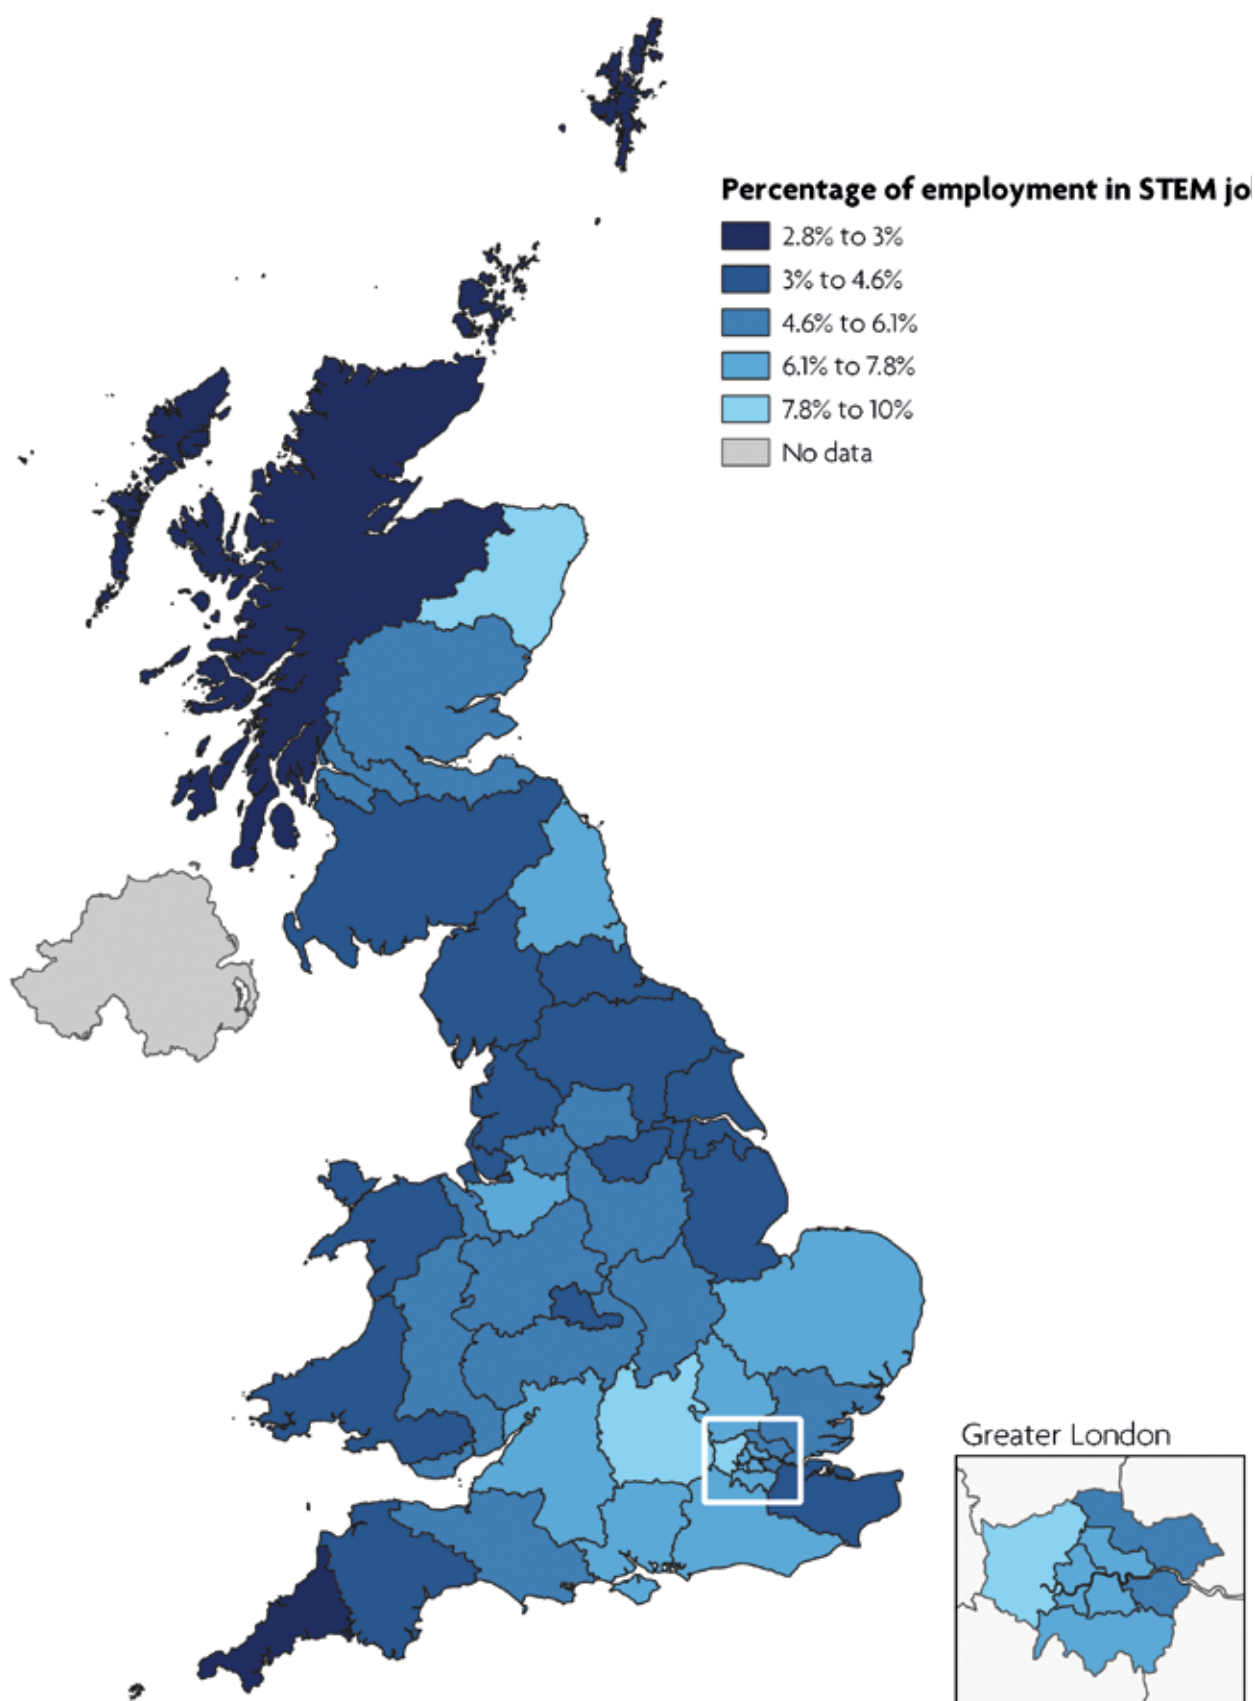 Percentage of employment in STEM jo
2.8% to 3%
3% to 4.6%
4.6% to 6.1%
6.1% to 7.8%
7.8% to 10%
No data
Greater London